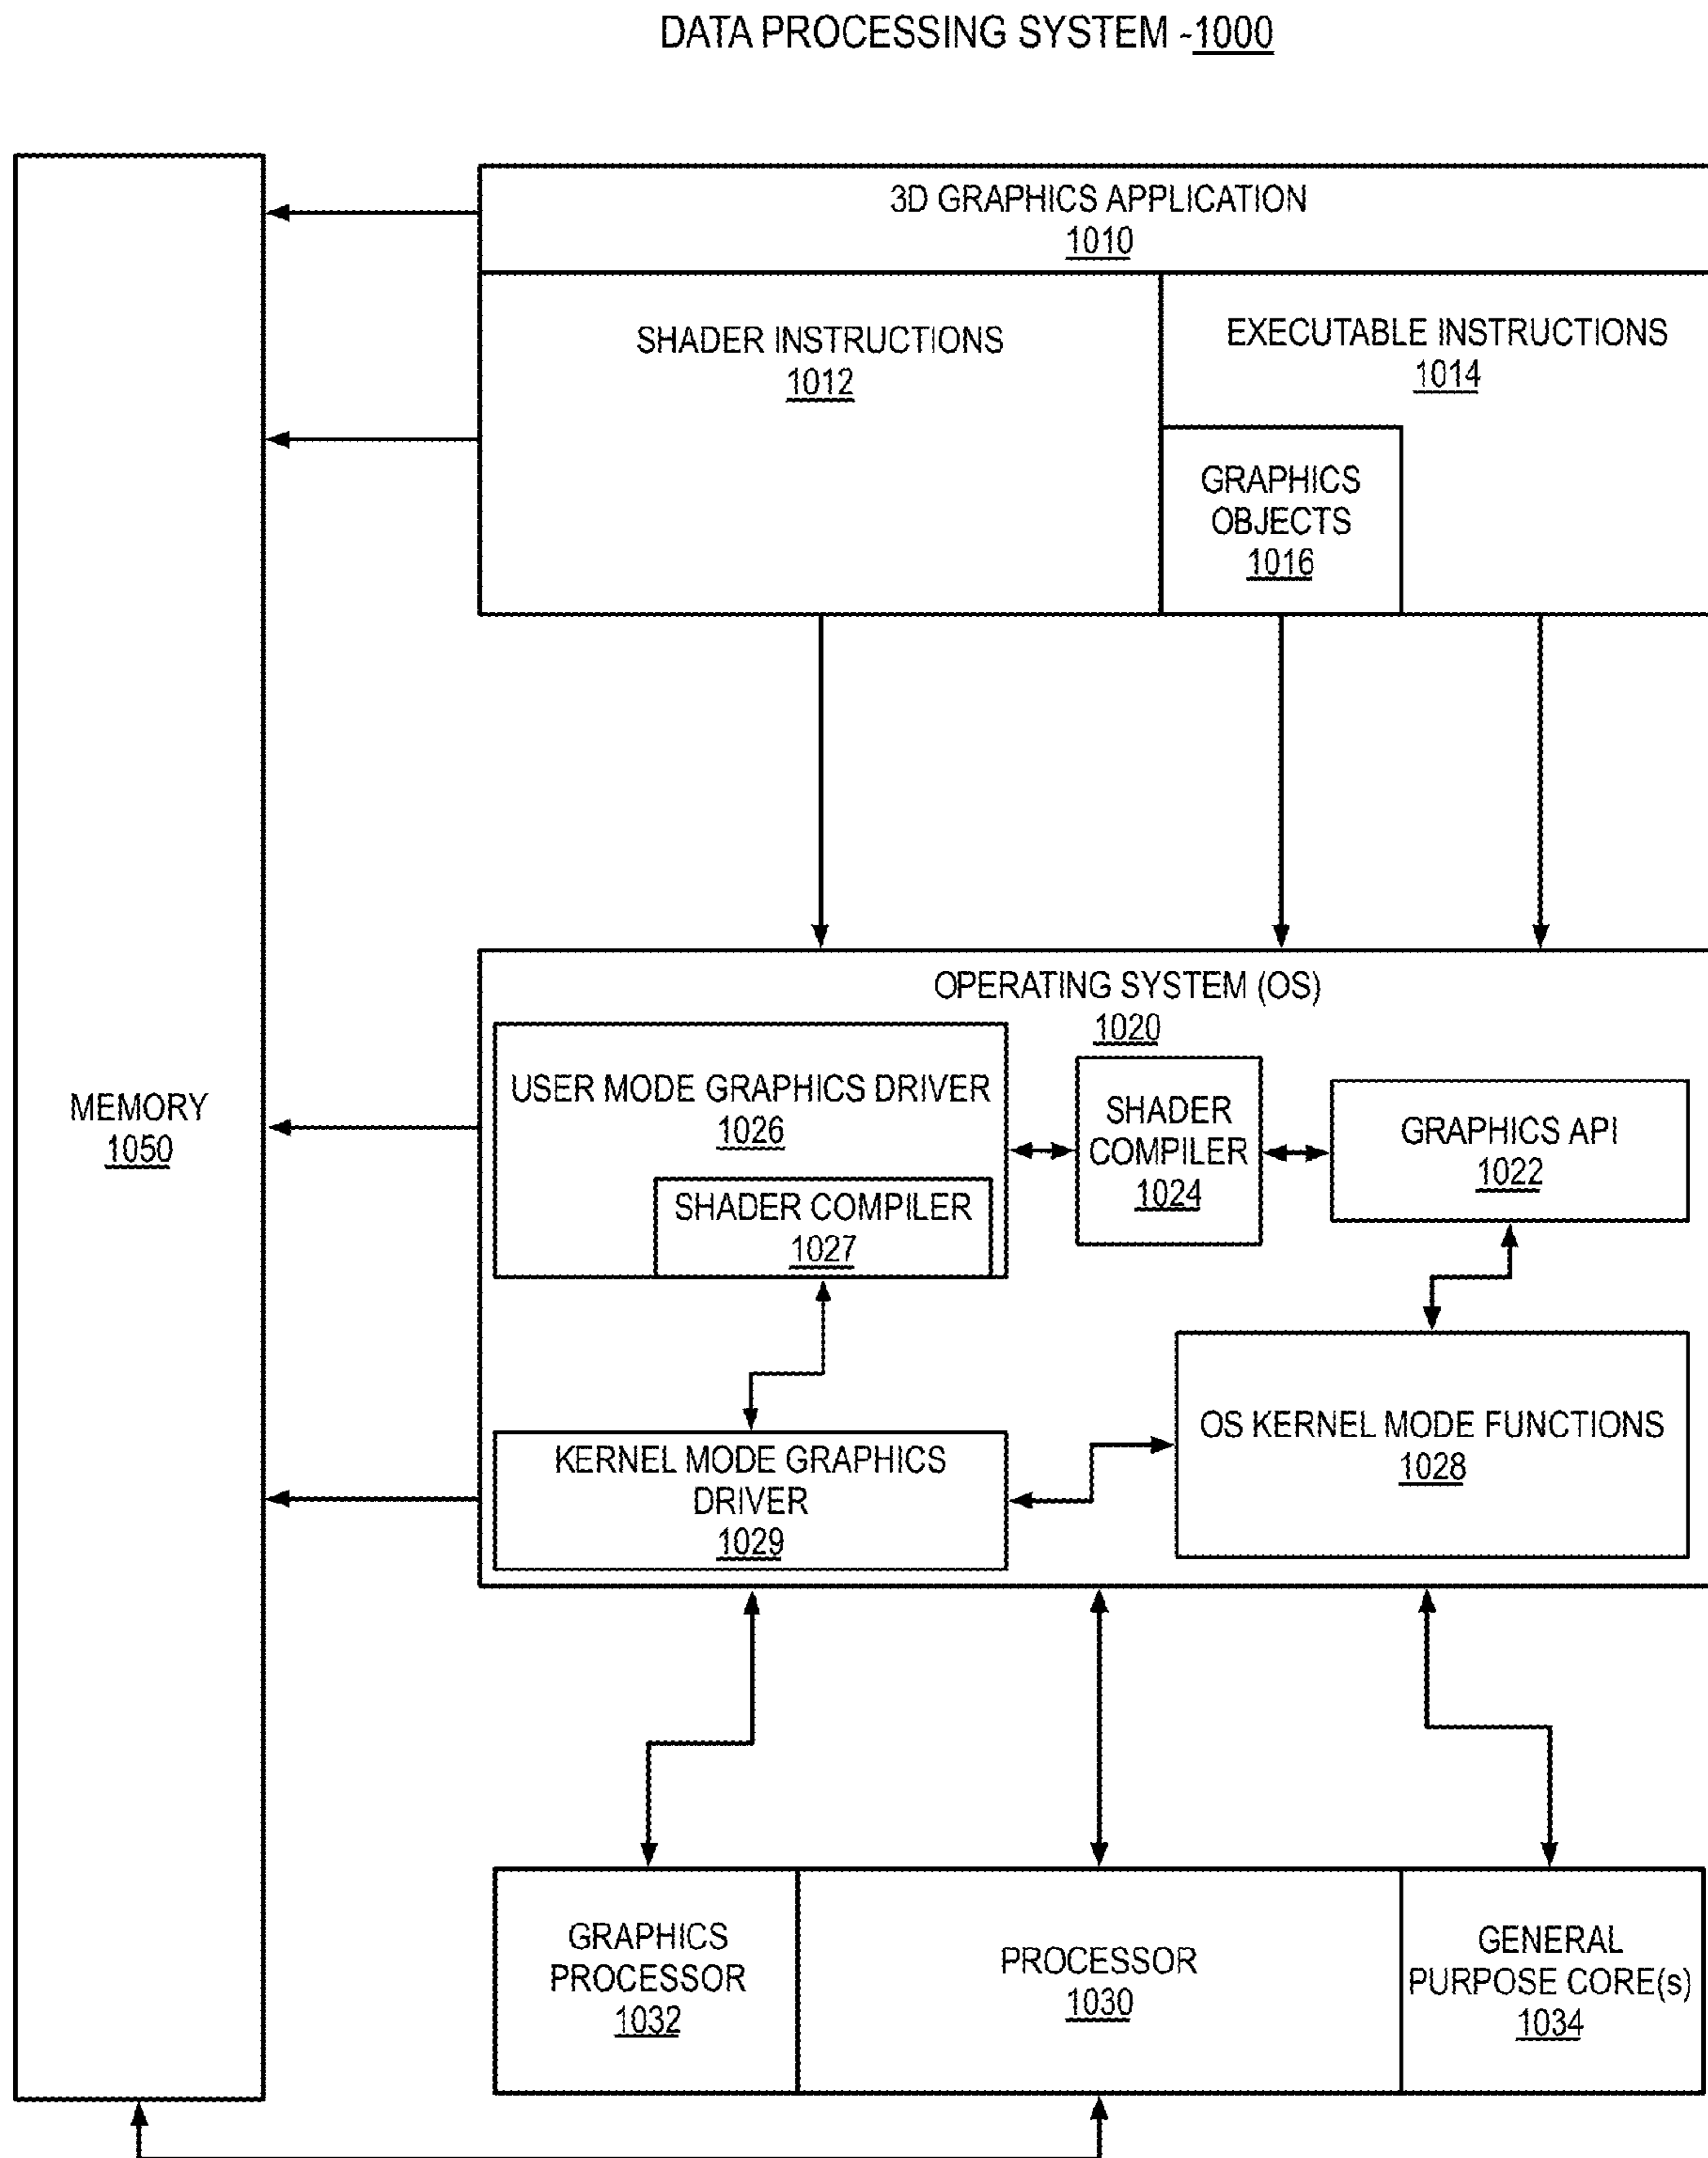 DATA PROCESSING SYSTEM -1000
3D GRAPHICS APPLICATION
1010
SHADER INSTRUCTIONS
1012
EXECUTABLE INSTRUCTIONS
1014
GRAPHICS
OBJECTS
1016
OPERATING SYSTEM (OS)
1020
USER MODE GRAPHICS DRIVER
1026
SHADER COMPILER
1027
SHADER
COMPILER
1024
GRAPHICS API
1022
MEMORY
1050
KERNEL MODE GRAPHICS
DRIVER
1029
OS KERNEL MODE FUNCTIONS
1028
GRAPHICS
PROCESSOR
1032
PROCESSOR
1030
GENERAL
PURPOSE CORE(s)
1034